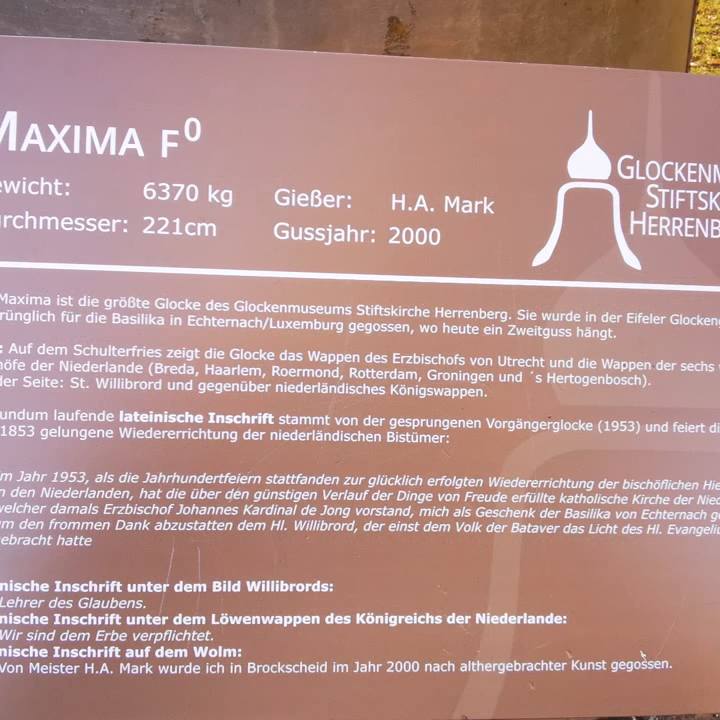 MAXIMA F⁰
ewicht: 6370 kg Gießer: H.A. Mark
urchmesser: 221cm Gussjahr: 2000
GLOCKENM
STIFTSK
HERRENB
Maxima ist die größte Glocke des Glockenmuseums Stiftskirche Herrenberg. Sie wurde in der Eifeler Glockeng
rünglich für die Basilika in Echternach/Luxemburg gegossen, wo heute ein Zweitguss hängt.
: Auf dem Schulterfries zeigt die Glocke das Wappen des Erzbischofs von Utrecht und die Wappen der sechs
höfe der Niederlande (Breda, Haarlem, Roermond, Rotterdam, Groningen und ´s Hertogenbosch).
der Seite: St. Willibrord und gegenüber niederländisches Königswappen.
undum laufende lateinische Inschrift stammt von der gesprungenen Vorgängerglocke (1953) und feiert di
1853 gelungene Wiedererrichtung der niederländischen Bistümer:
m Jahr 1953, als die Jahrhundertfeiern stattfanden zur glücklich erfolgten Wiedererrichtung der bischöflichen Hie
n den Niederlanden, hat die über den günstigen Verlauf der Dinge von Freude erfüllte katholische Kirche der Nied
welcher damals Erzbischof Johannes Kardinal de Jong vorstand, mich als Geschenk der Basilika von Echternach ge
um den frommen Dank abzustatten dem Hl. Willibrord, der einst dem Volk der Bataver das Licht des Hl. Evangeliu
gebracht hatte
nische Inschrift unter dem Bild Willibrords:
Lehrer des Glaubens.
nische Inschrift unter dem Löwenwappen des Königreichs der Niederlande:
Wir sind dem Erbe verpflichtet.
nische Inschrift auf dem Wolm:
Von Meister H.A. Mark wurde ich in Brockscheid im Jahr 2000 nach althergebrachter Kunst gegossen.